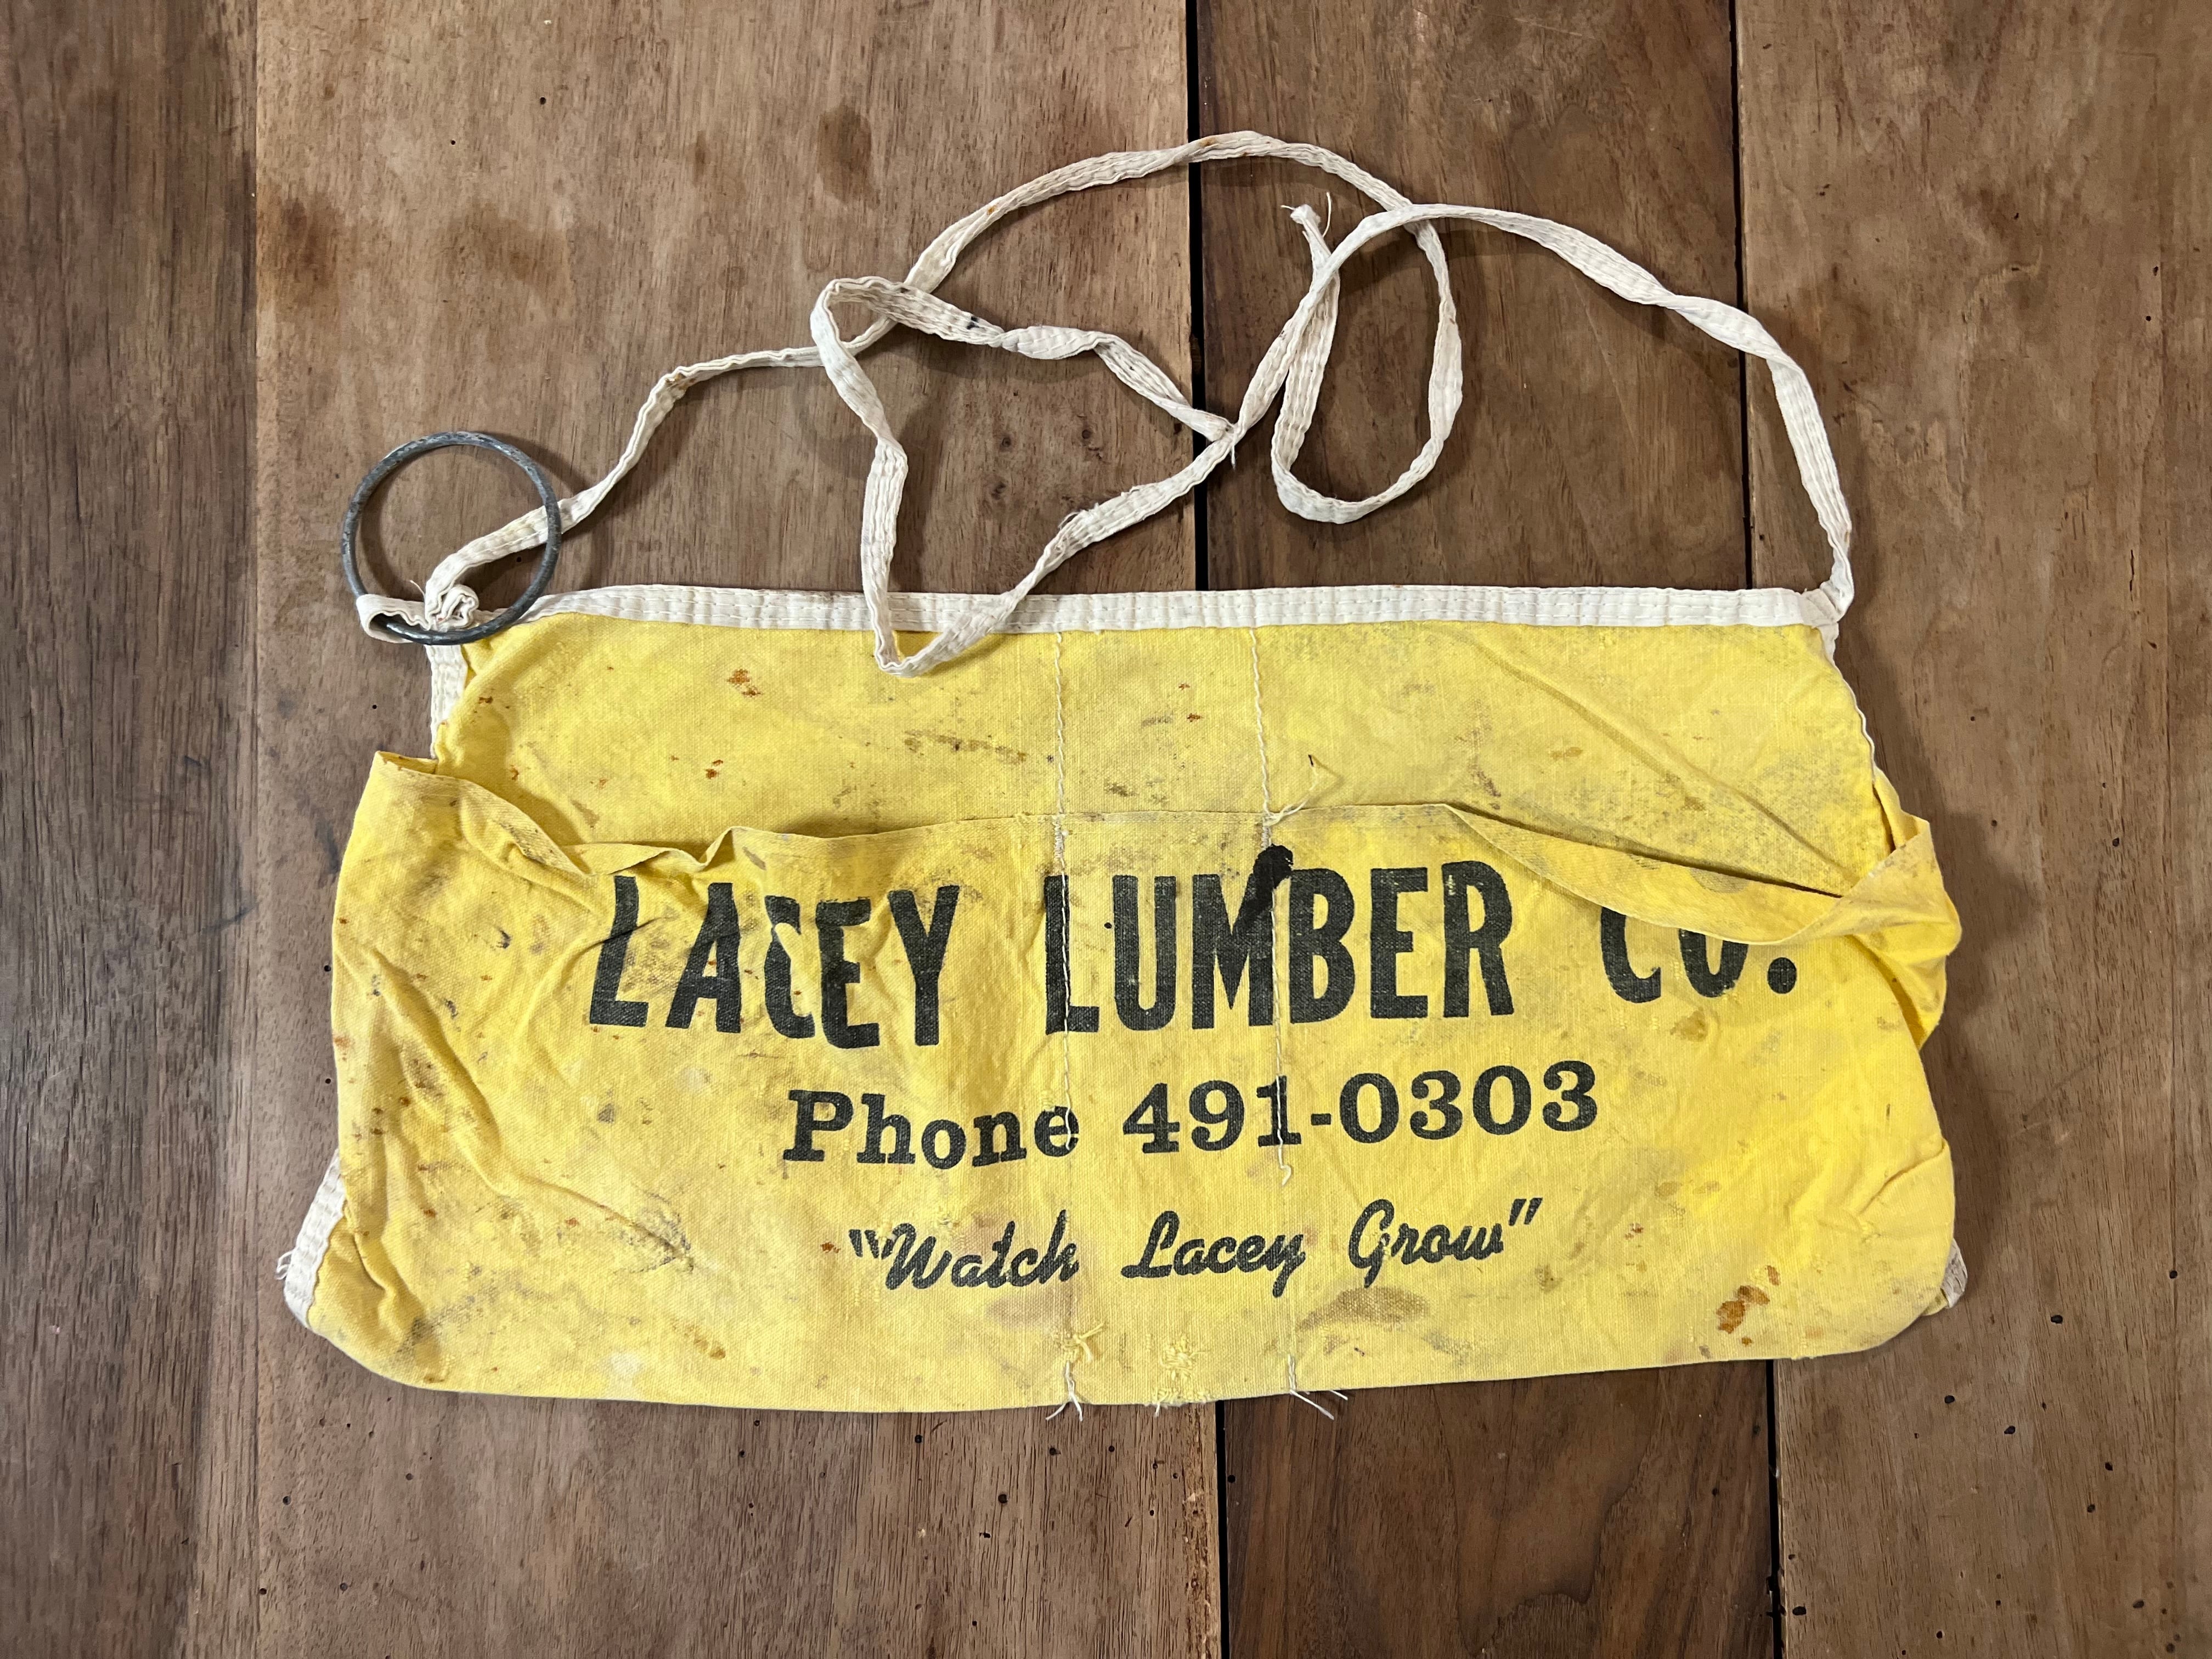 LACEY LUMBER CO.
Phone 491-0303
"Watch Lacey Grow"